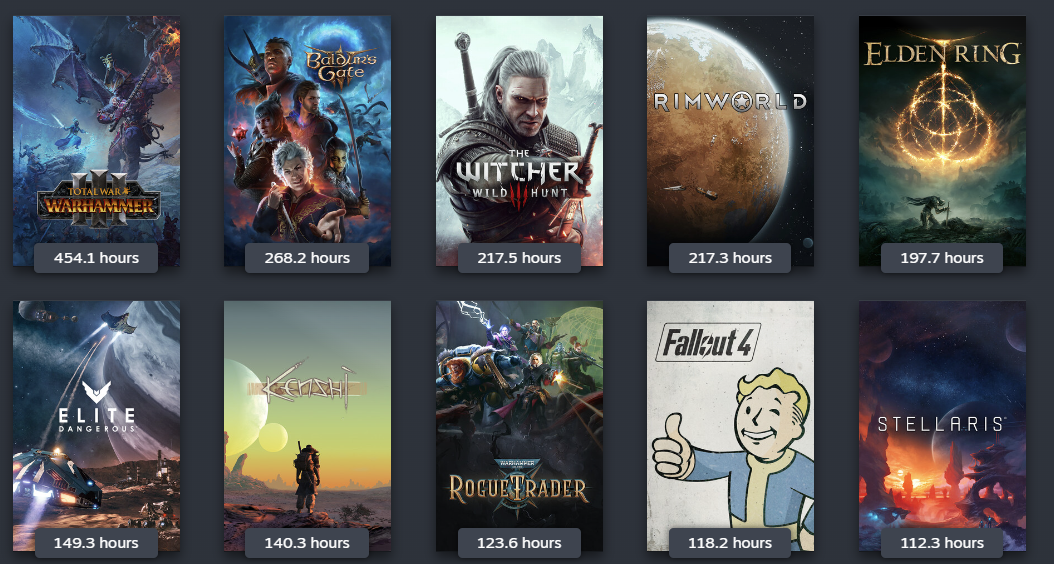 TOTAL WAR
WARHAMMER
III
454.1 hours
Baldur's
Gate
268.2 hours
THE
WITCHER
WILD HUNT
217.5 hours
RIMWORLD
217.3 hours
ELDEN RING
197.7 hours
ELITE
DANGEROUS
149.3 hours
KENSHI
140.3 hours
WARHAMMER
ROGUE TRADER
123.6 hours
Fallout 4
118.2 hours
STELLARIS
112.3 hours